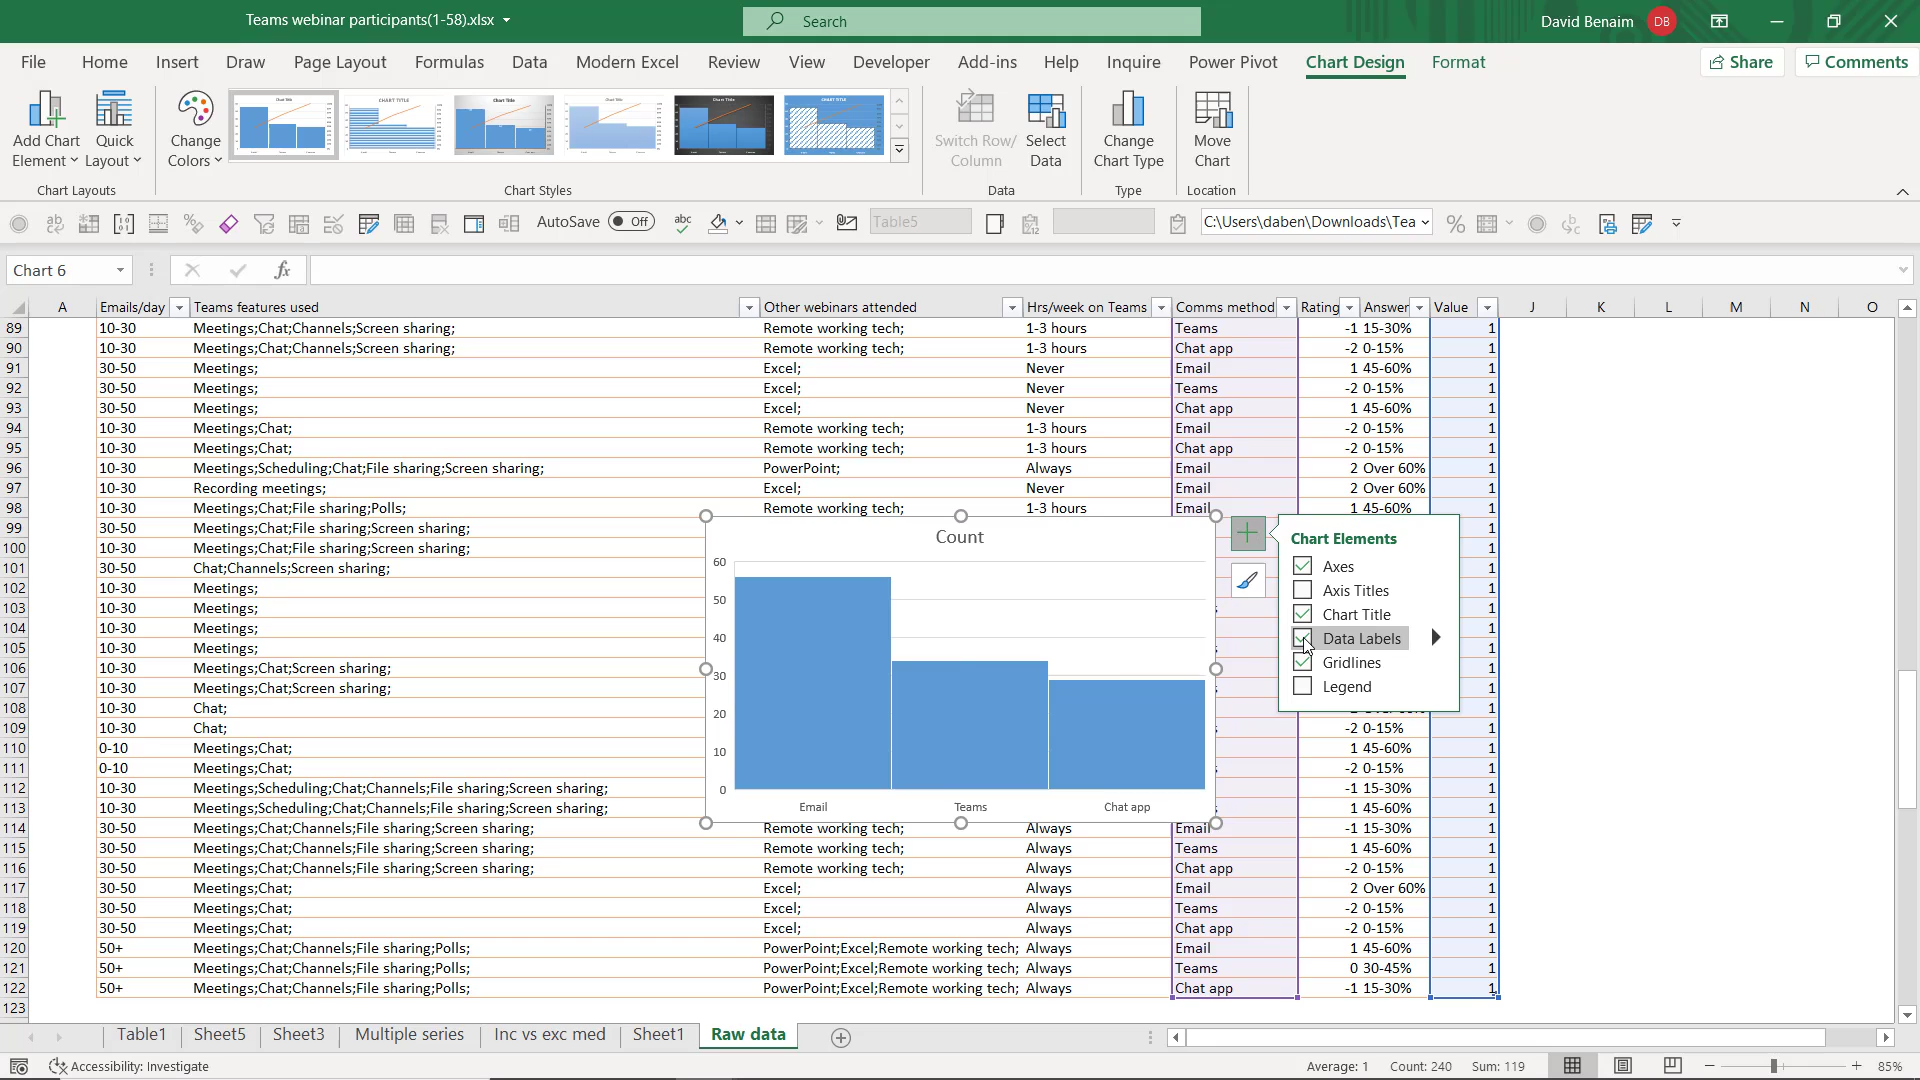 Teams webinar participants(1-58).xlsx
Search
David Benaim DB
File Home Insert Draw Page Layout Formulas Data Modern Excel Review View Developer Add-ins Help Inquire Power Pivot Chart Design Format Share Comments
Add Chart Element
Quick Layout
Change Colors
Switch Row/ Column
Select Data
Change Chart Type
Move Chart
Chart Layouts Chart Styles Data Type Location
AutoSave Off abc Table5 C:\Users\daben\Downloads\Tea
Chart 6 fx
A Emails/day Teams features used Other webinars attended Hrs/week on Teams Comms method Rating Answer Value J K L M N O
89 10-30 Meetings;Chat;Channels;Screen sharing; Remote working tech; 1-3 hours Teams -1 15-30% 1
90 10-30 Meetings;Chat;Channels;Screen sharing; Remote working tech; 1-3 hours Chat app -2 0-15% 1
91 30-50 Meetings; Excel; Never Email 1 45-60% 1
92 30-50 Meetings; Excel; Never Teams -2 0-15% 1
93 30-50 Meetings; Excel; Never Chat app 1 45-60% 1
94 10-30 Meetings;Chat; Remote working tech; 1-3 hours Email -2 0-15% 1
95 10-30 Meetings;Chat; Remote working tech; 1-3 hours Chat app -2 0-15% 1
96 10-30 Meetings;Scheduling;Chat;File sharing;Screen sharing; PowerPoint; Always Email 2 Over 60% 1
97 10-30 Recording meetings; Excel; Never Email 2 Over 60% 1
98 10-30 Meetings;Chat;File sharing;Polls; Remote working tech; 1-3 hours Email 1 45-60% 1
99 30-50 Meetings;Chat;File sharing;Screen sharing; 1
100 10-30 Meetings;Chat;File sharing;Screen sharing; 1
101 30-50 Chat;Channels;Screen sharing; 1
102 10-30 Meetings; 1
103 10-30 Meetings; 1
104 10-30 Meetings; 1
105 10-30 Meetings; 1
106 10-30 Meetings;Chat;Screen sharing; 1
107 10-30 Meetings;Chat;Screen sharing; 1
108 10-30 Chat; 1
109 10-30 Chat; -2 0-15% 1
110 0-10 Meetings;Chat; 1 45-60% 1
111 0-10 Meetings;Chat; -2 0-15% 1
112 10-30 Meetings;Scheduling;Chat;Channels;File sharing;Screen sharing; -1 15-30% 1
113 10-30 Meetings;Scheduling;Chat;Channels;File sharing;Screen sharing; 1 45-60% 1
114 30-50 Meetings;Chat;Channels;File sharing;Screen sharing; Remote working tech; Always Email -1 15-30% 1
115 30-50 Meetings;Chat;Channels;File sharing;Screen sharing; Remote working tech; Always Teams 1 45-60% 1
116 30-50 Meetings;Chat;Channels;File sharing;Screen sharing; Remote working tech; Always Chat app -2 0-15% 1
117 30-50 Meetings;Chat; Excel; Always Email 2 Over 60% 1
118 30-50 Meetings;Chat; Excel; Always Teams -2 0-15% 1
119 30-50 Meetings;Chat; Excel; Always Chat app -2 0-15% 1
120 50+ Meetings;Chat;Channels;File sharing;Polls; PowerPoint;Excel;Remote working tech; Always Email 1 45-60% 1
121 50+ Meetings;Chat;Channels;File sharing;Polls; PowerPoint;Excel;Remote working tech; Always Teams 0 30-45% 1
122 50+ Meetings;Chat;Channels;File sharing;Polls; PowerPoint;Excel;Remote working tech; Always Chat app -1 15-30% 1
123
Count
60
50
40
30
20
10
0
Email Teams Chat app
Chart Elements
Axes
Axis Titles
Chart Title
Data Labels
Gridlines
Legend
Table1 Sheet5 Sheet3 Multiple series Inc vs exc med Sheet1 Raw data
Accessibility: Investigate Average: 1 Count: 240 Sum: 119 85%